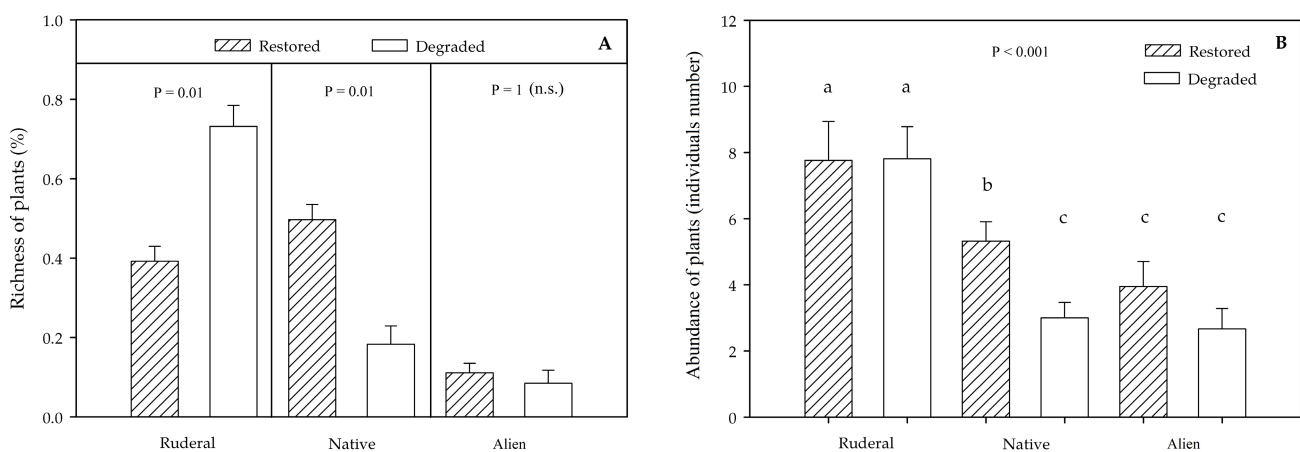 Richness of plants (%)
1.0
0.8
0.6
0.4
0.2
0.0
Restored
Degraded
A
P = 0.01
P = 0.01
P = 1 (n.s.)
Ruderal
Native
Alien
Abundance of plants (individuals number)
12
10
8
6
4
2
0
P < 0.001
B
Restored
Degraded
a
a
b
c
c
c
Ruderal
Native
Alien